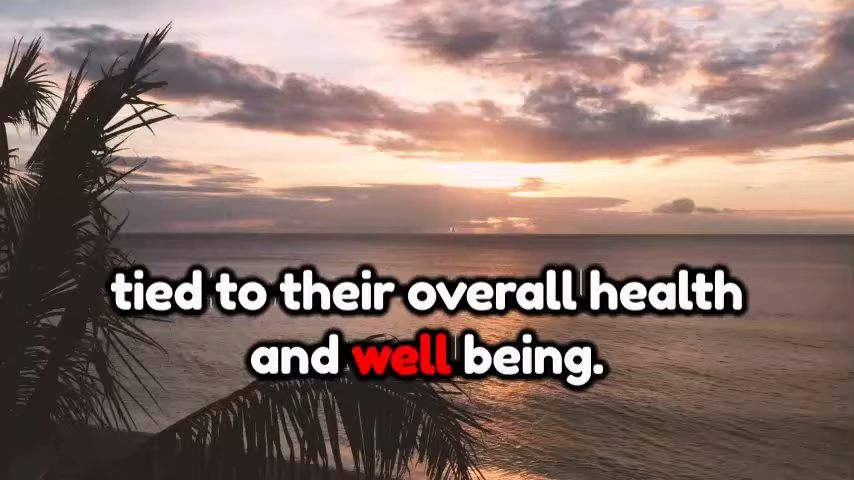 tied to their overall health
and well being.